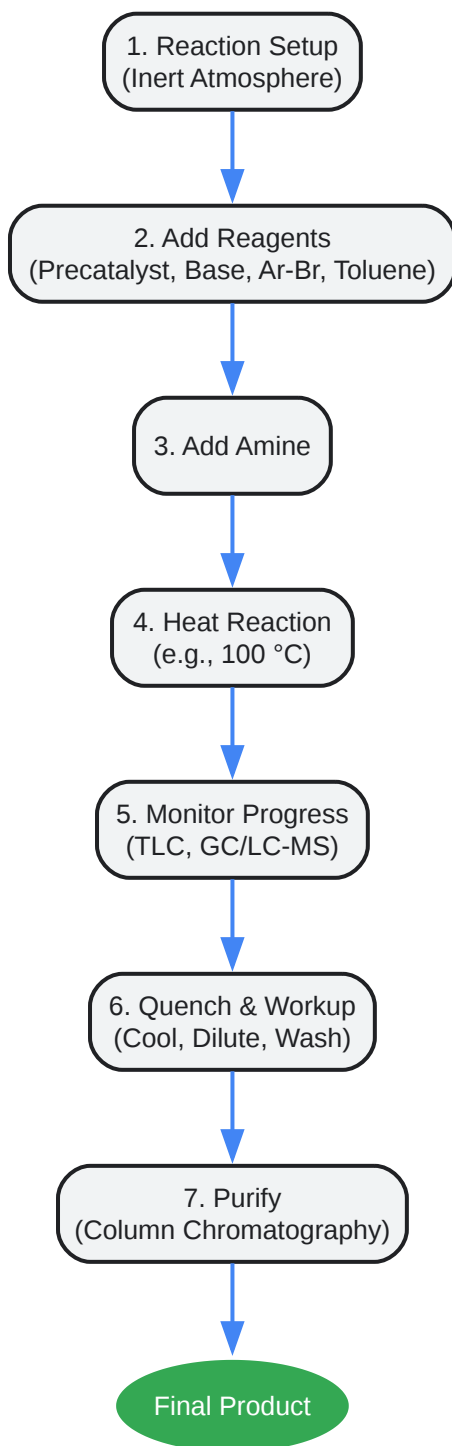 1. Reaction Setup
(Inert Atmosphere)
2. Add Reagents
(Precatalyst, Base, Ar-Br, Toluene)
3. Add Amine
4. Heat Reaction
(e.g., 100 °C)
5. Monitor Progress
(TLC, GC/LC-MS)
6. Quench & Workup
(Cool, Dilute, Wash)
7. Purify
(Column Chromatography)
Final Product